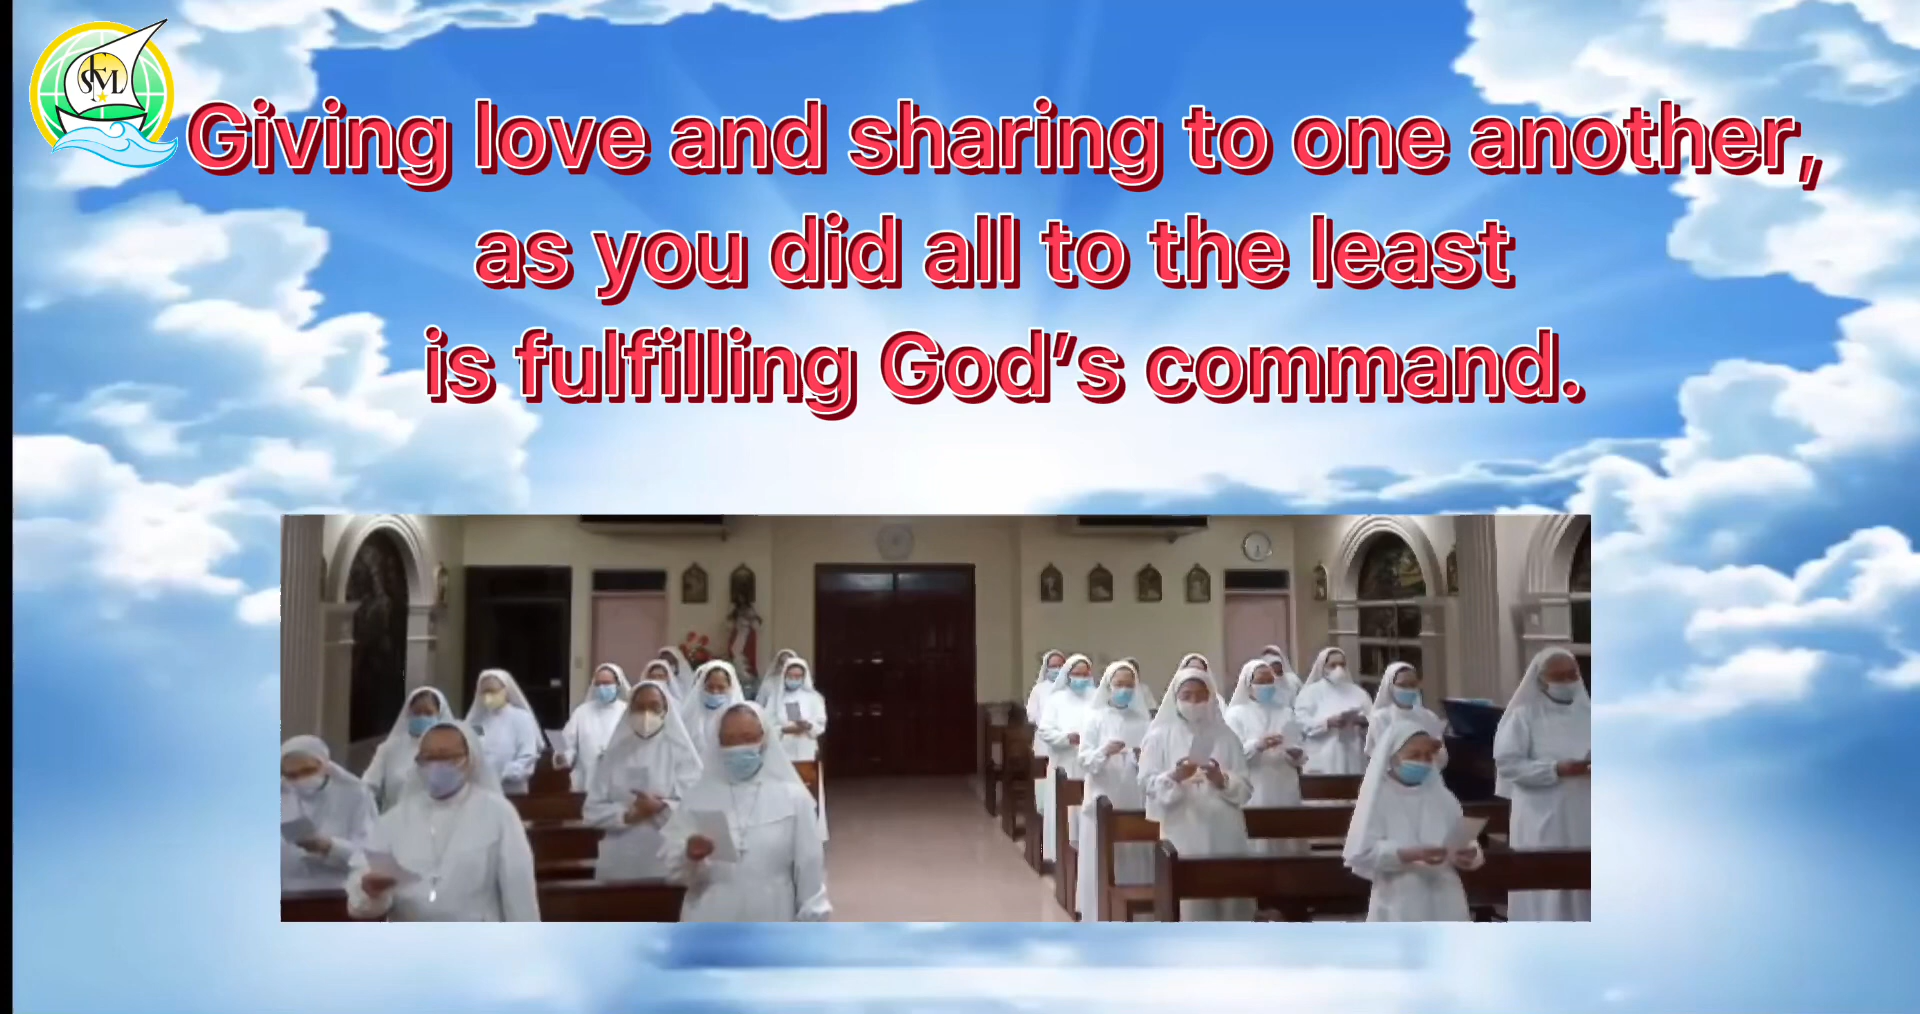 Giving love and sharing to one another,
as you did all to the least
is fulfilling God's command.